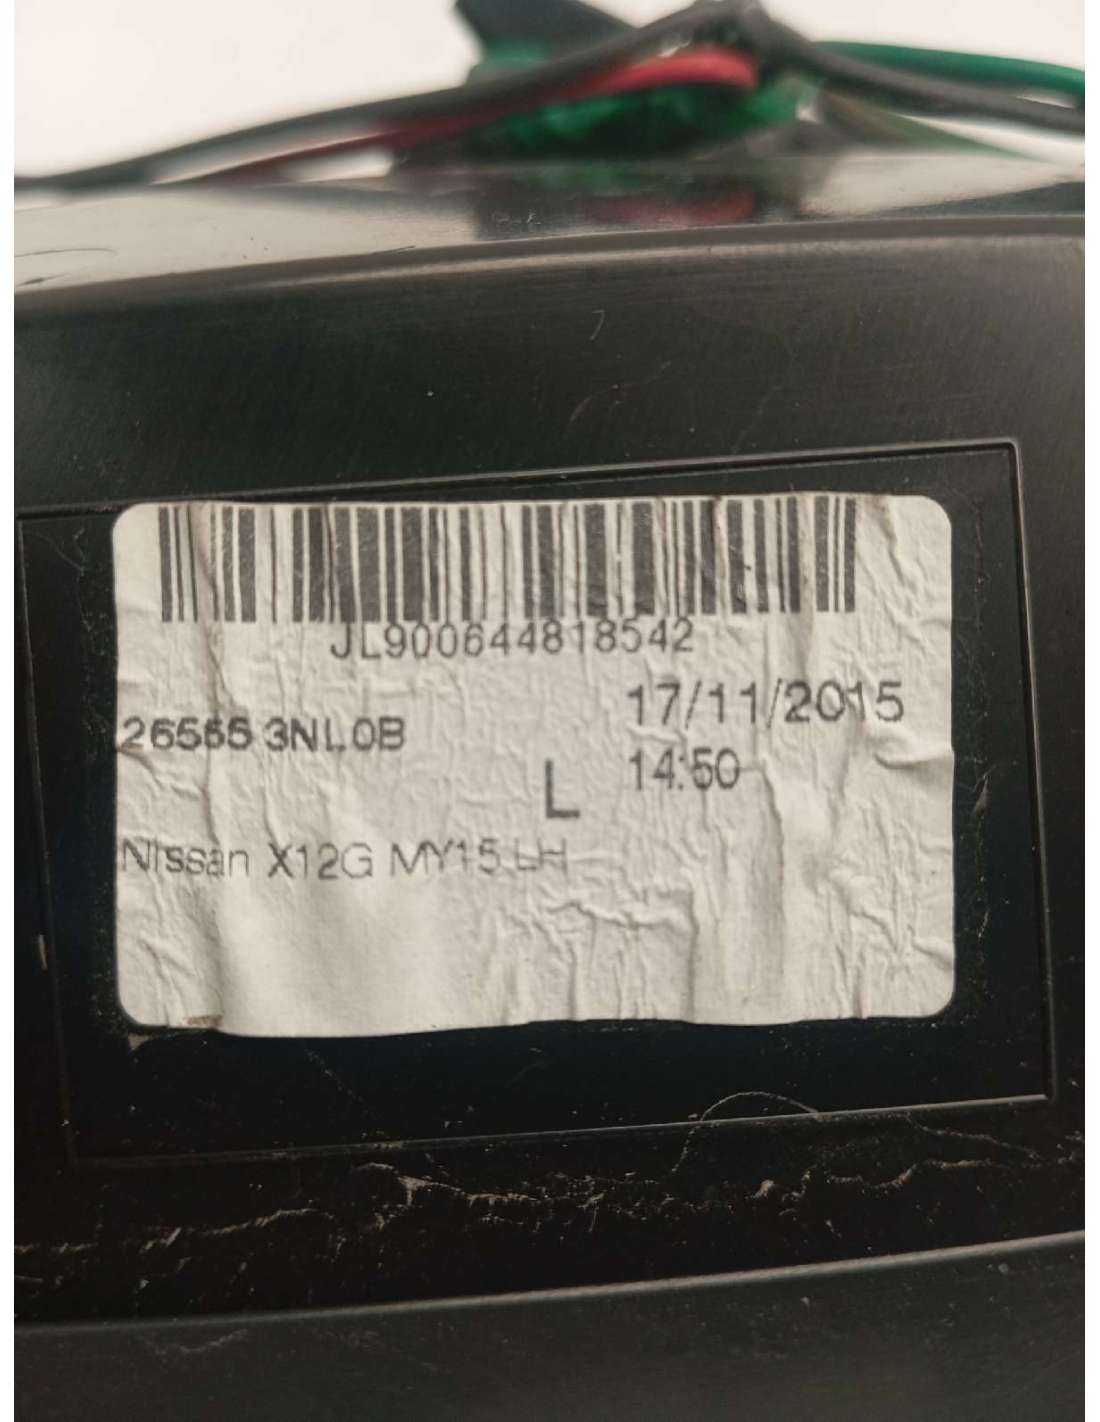 JL900644818542
26555 3NL0B
17/11/2015
L
14:50
Nissan X12G MY15 LH